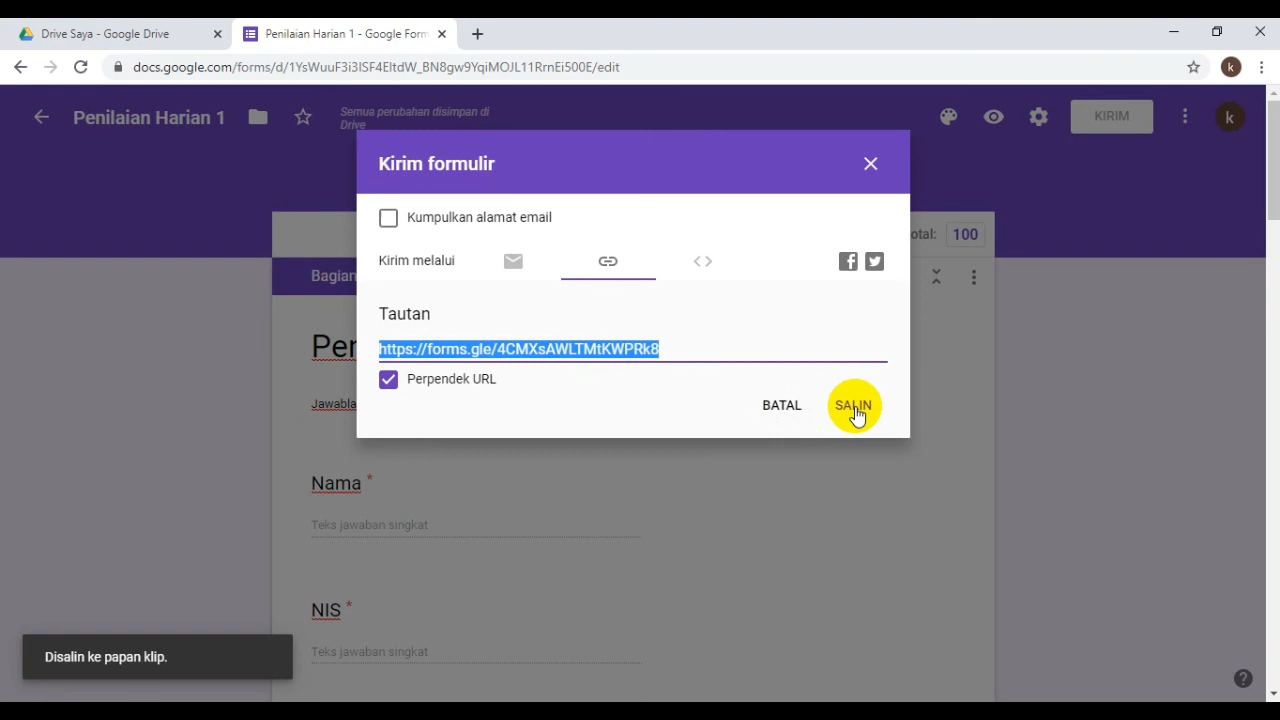 Drive Saya - Google Drive
Penilaian Harian 1 - Google Form
docs.google.com/forms/d/1YsWuuF3i3lSF4EltdW_BN8gw9YqiMOJL11RrnEi500E/edit
k
Penilaian Harian 1
Semua perubahan disimpan di
Drive
KIRIM
k
Kirim formulir
Kumpulkan alamat email
Kirim melalui
otal: 100
Bagian
Tautan
https://forms.gle/4CMXsAWLTMtKWPRk8
Pen
Perpendek URL
Jawabla
BATAL
SALIN
Nama *
Teks jawaban singkat
NIS *
Teks jawaban singkat
Disalin ke papan klip.